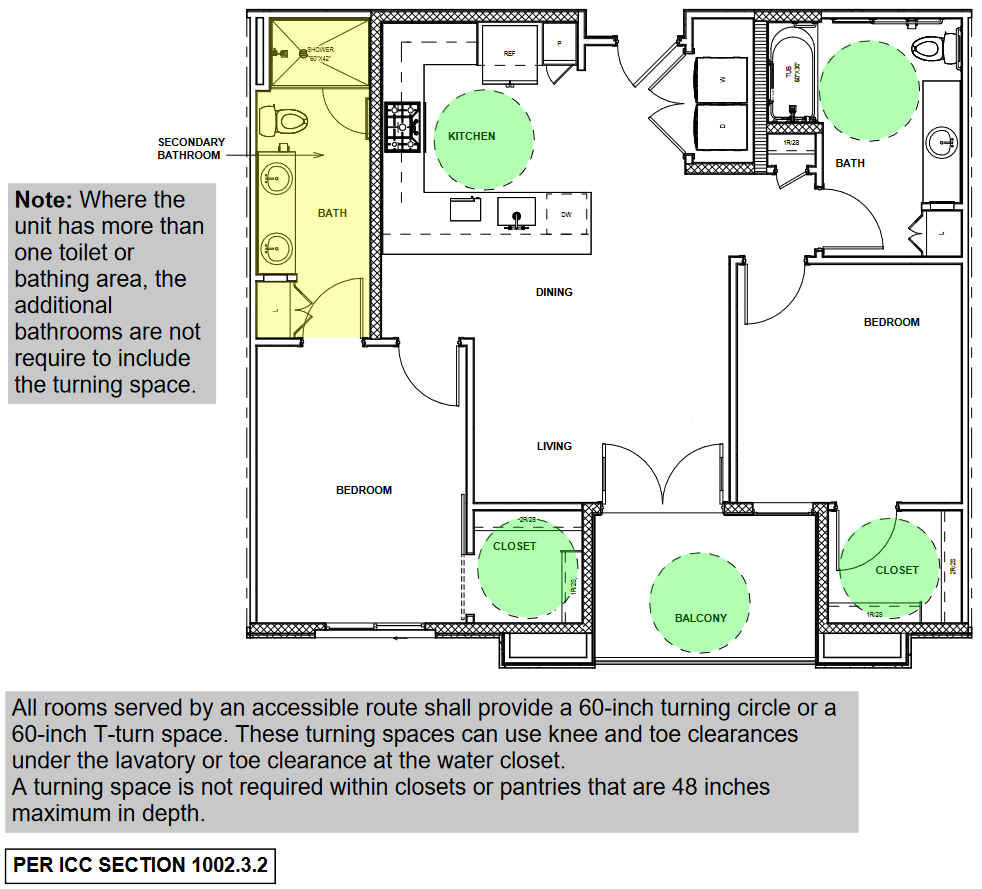 SHOWER
60"X42"
REF
P
W
D
TUB
60"X30"
KITCHEN
SECONDARY
BATHROOM
1R/2S
BATH
Note: Where the
unit has more than
one toilet or
bathing area, the
additional
bathrooms are not
require to include
the turning space.
BATH
DW
L
L
DINING
BEDROOM
LIVING
BEDROOM
2R/2S
CLOSET
1R/2S
BALCONY
CLOSET
2R/2S
1R/2S
All rooms served by an accessible route shall provide a 60-inch turning circle or a
60-inch T-turn space. These turning spaces can use knee and toe clearances
under the lavatory or toe clearance at the water closet.
A turning space is not required within closets or pantries that are 48 inches
maximum in depth.
PER ICC SECTION 1002.3.2